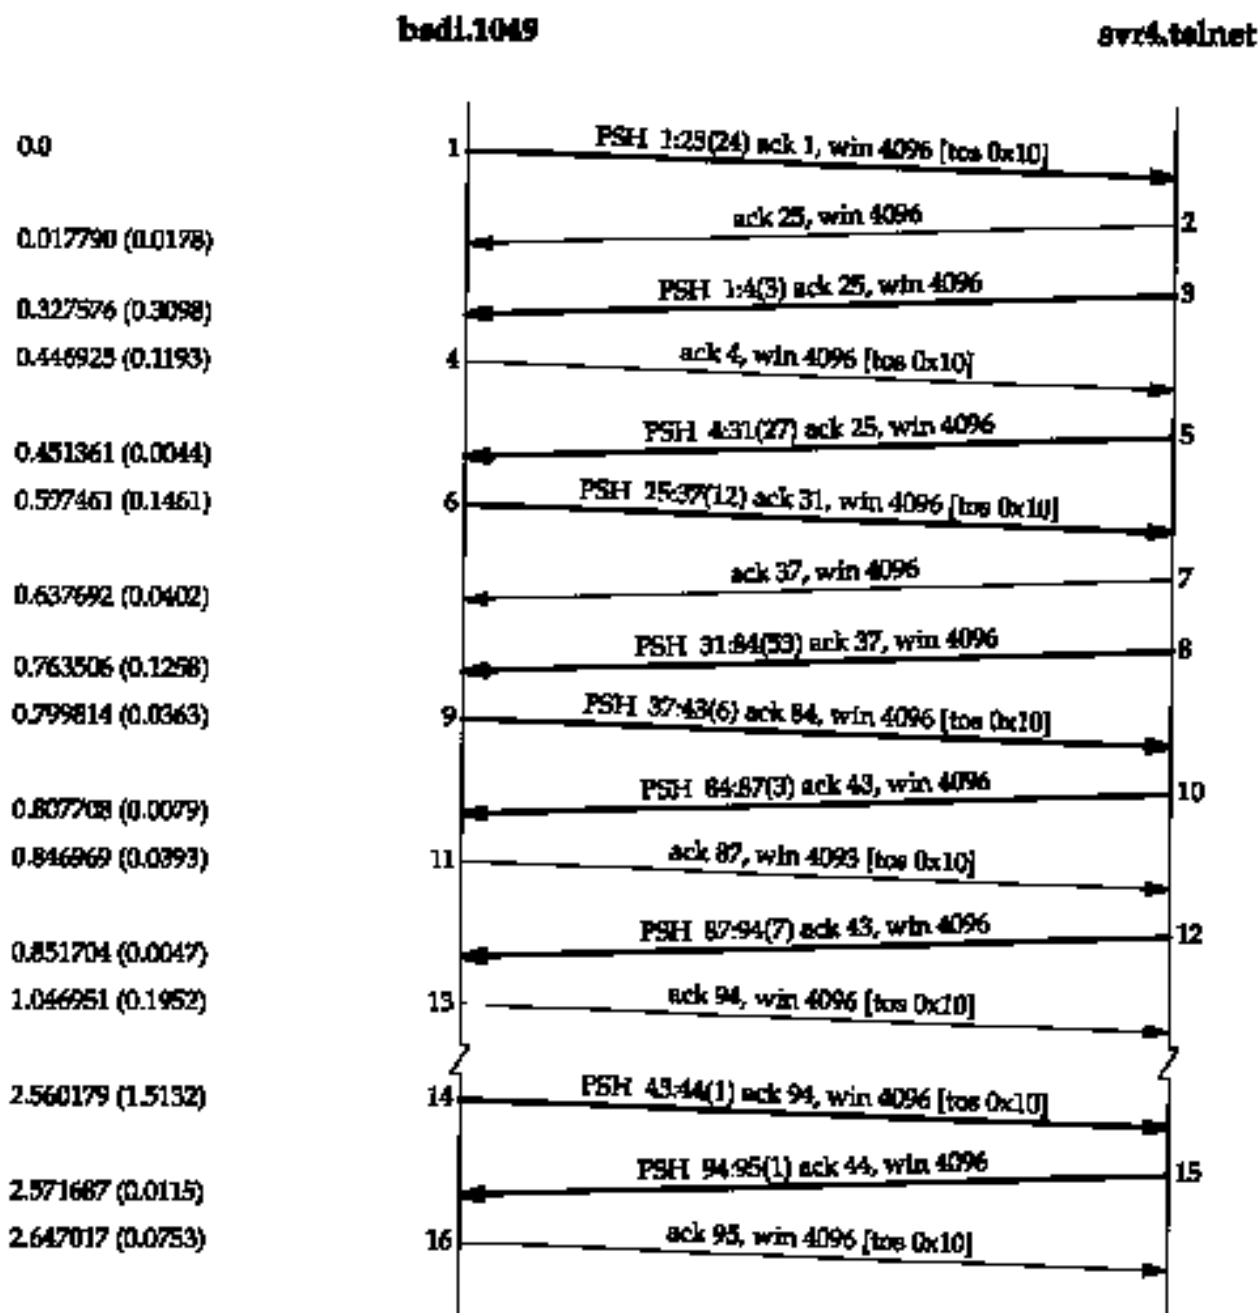 bsdi.1049 svr4.telnet
0.0 1 PSH 1:25(24) ack 1, win 4096 [tos 0x10]
0.017790 (0.0178) ack 25, win 4096 2
0.327576 (0.3098) PSH 1:4(3) ack 25, win 4096 3
0.446925 (0.1193) 4 ack 4, win 4096 [tos 0x10]
0.451361 (0.0044) PSH 4:31(27) ack 25, win 4096 5
0.597461 (0.1461) 6 PSH 25:37(12) ack 31, win 4096 [tos 0x10]
0.637692 (0.0402) ack 37, win 4096 7
0.763506 (0.1258) PSH 31:84(53) ack 37, win 4096 8
0.799814 (0.0363) 9 PSH 37:43(6) ack 84, win 4096 [tos 0x10]
0.807708 (0.0079) PSH 84:87(3) ack 43, win 4096 10
0.846969 (0.0393) 11 ack 87, win 4093 [tos 0x10]
0.851704 (0.0047) PSH 87:94(7) ack 43, win 4096 12
1.046951 (0.1952) 13 ack 94, win 4096 [tos 0x10]
2.560179 (1.5132) 14 PSH 43:44(1) ack 94, win 4096 [tos 0x10]
2.571687 (0.0115) PSH 94:95(1) ack 44, win 4096 15
2.647017 (0.0753) 16 ack 95, win 4096 [tos 0x10]